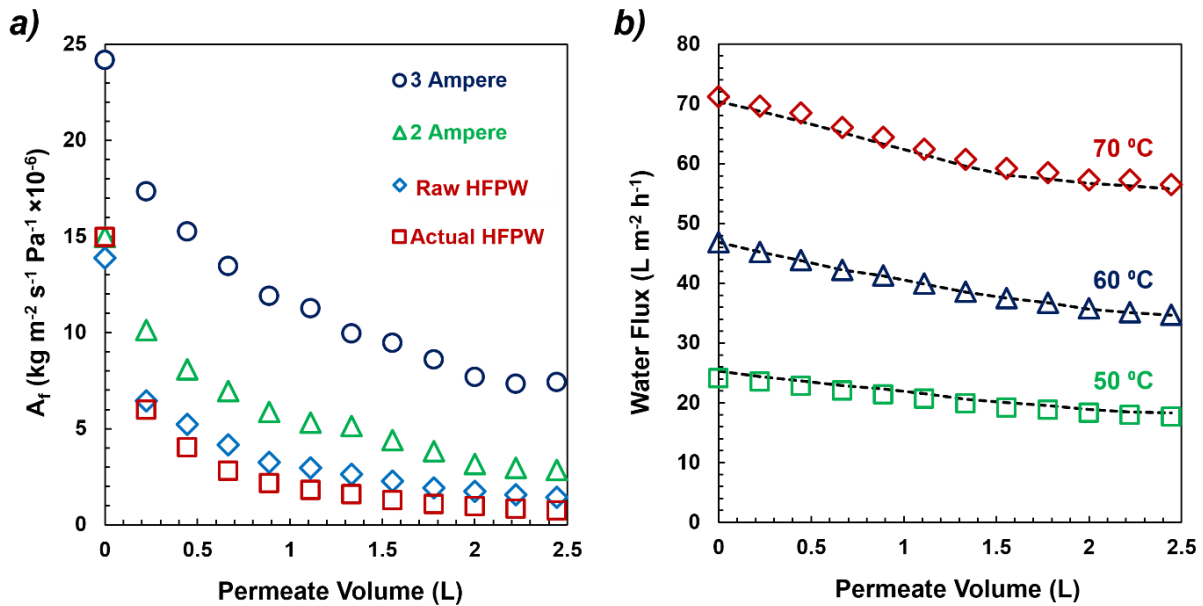 a)
25
20
15
10
5
0
A_f (kg m⁻² s⁻¹ Pa⁻¹ ×10⁻⁶)
3 Ampere
2 Ampere
Raw HFPW
Actual HFPW
0 0.5 1 1.5 2 2.5
Permeate Volume (L)
b)
80
70
60
50
40
30
20
10
0
Water Flux (L m⁻² h⁻¹)
70 ºC
60 ºC
50 ºC
0 0.5 1 1.5 2 2.5
Permeate Volume (L)